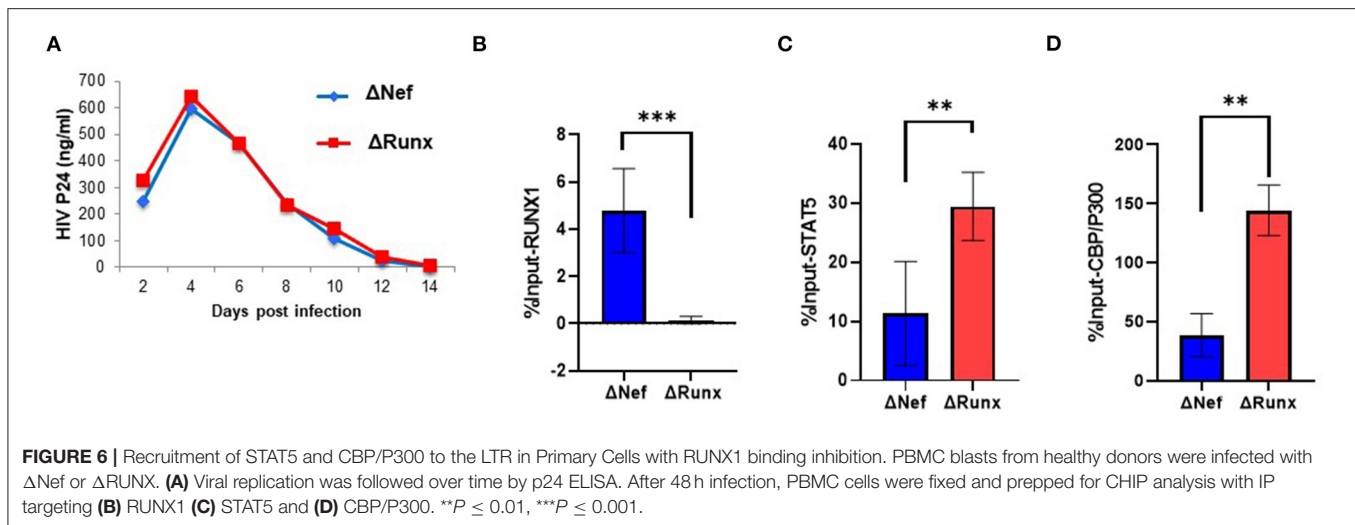 A
HIV P24 (ng/ml)
700
600
500
400
300
200
100
0
2 4 6 8 10 12 14
Days post infection
ΔNef
ΔRunx
B
%Input-RUNX1
8
6
4
2
0
-2
***
ΔNef ΔRunx
C
%Input-STAT5
40
30
20
10
0
**
ΔNef ΔRunx
D
%Input-CBP/P300
200
150
100
50
0
**
ΔNef ΔRunx
FIGURE 6 | Recruitment of STAT5 and CBP/P300 to the LTR in Primary Cells with RUNX1 binding inhibition. PBMC blasts from healthy donors were infected with
ΔNef or ΔRUNX. (A) Viral replication was followed over time by p24 ELISA. After 48 h infection, PBMC cells were fixed and prepped for CHIP analysis with IP
targeting (B) RUNX1 (C) STAT5 and (D) CBP/P300. **P ≤ 0.01, ***P ≤ 0.001.